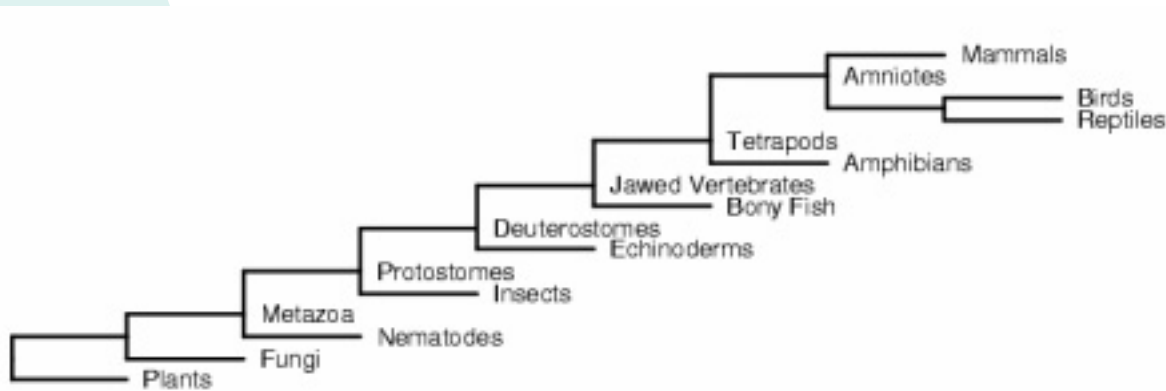 Mammals
Amniotes
Birds
Reptiles
Tetrapods
Amphibians
Jawed Vertebrates
Bony Fish
Deuterostomes
Echinoderms
Protostomes
Insects
Metazoa
Nematodes
Fungi
Plants